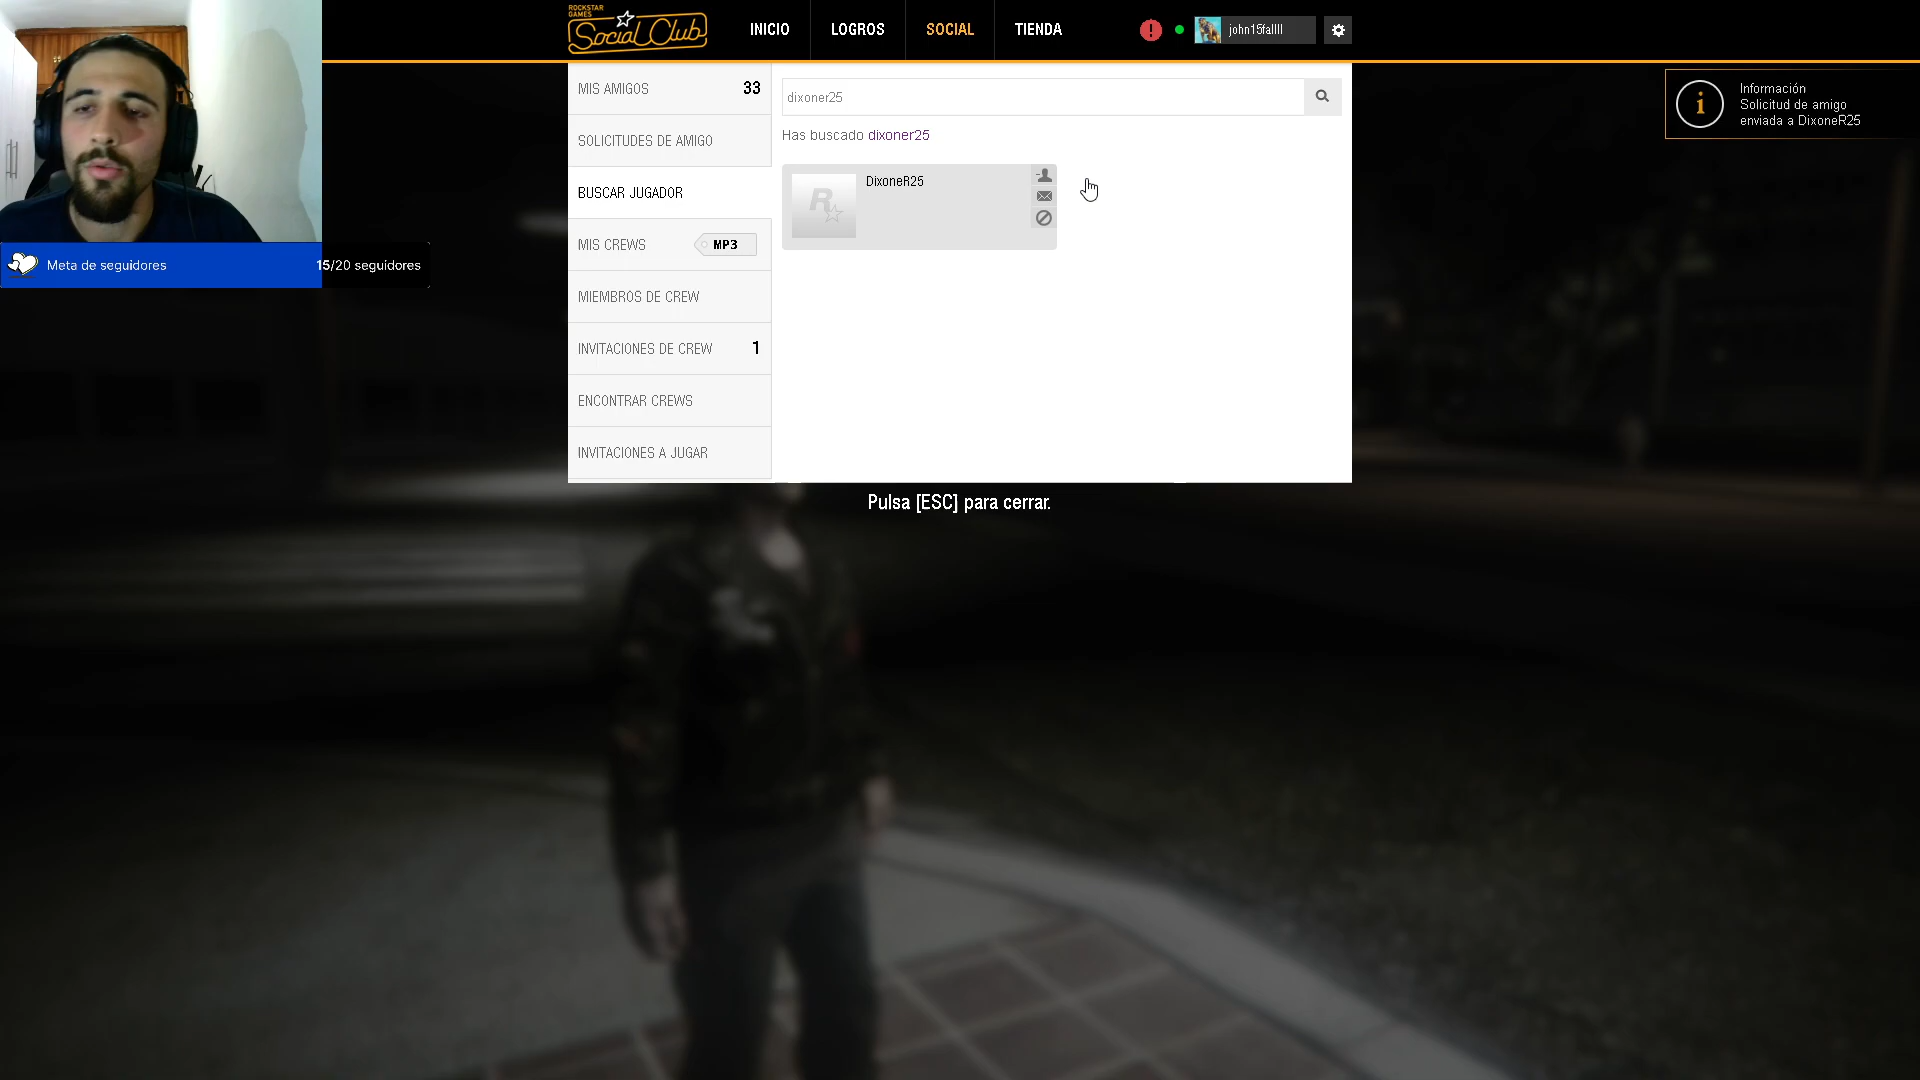 ROCKSTAR
GAMES
Social Club
INICIO
LOGROS
SOCIAL
TIENDA
john15fallll
MIS AMIGOS 33
SOLICITUDES DE AMIGO
BUSCAR JUGADOR
MIS CREWS MP3
MIEMBROS DE CREW
INVITACIONES DE CREW 1
ENCONTRAR CREWS
INVITACIONES A JUGAR
dixoner25
Has buscado dixoner25
DixoneR25
Información
Solicitud de amigo
enviada a DixoneR25
Meta de seguidores 15/20 seguidores
Pulsa [ESC] para cerrar.